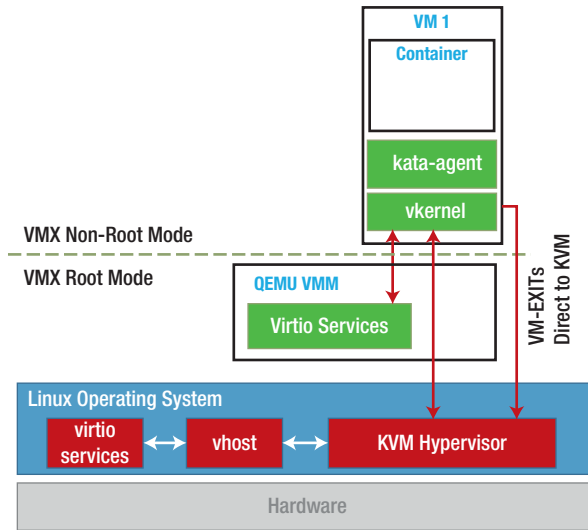 VM 1
Container
kata-agent
vkernel
VMX Non-Root Mode
VMX Root Mode
QEMU VMM
Virtio Services
VM-EXITs
Direct to KVM
Linux Operating System
virtio
services
vhost
KVM Hypervisor
Hardware